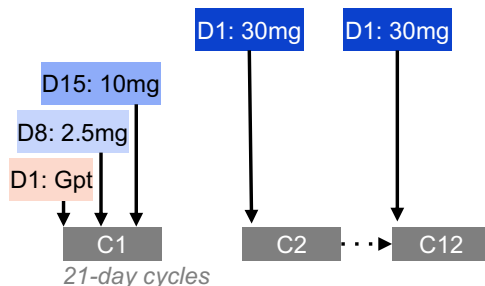 D1: 30mg
D1: 30mg
D15: 10mg
D8: 2.5mg
D1: Gpt
C1
C2
C12
21-day cycles